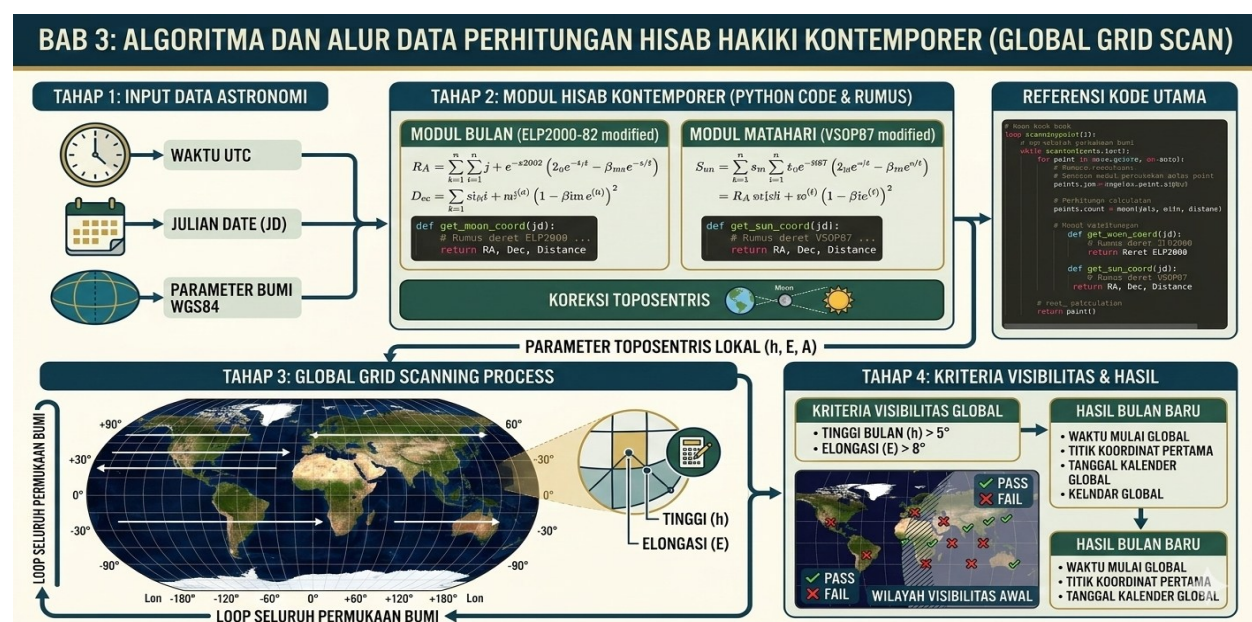 BAB 3: ALGORITMA DAN ALUR DATA PERHITUNGAN HISAB HAKIKI KONTEMPORER (GLOBAL GRID SCAN)
TAHAP 1: INPUT DATA ASTRONOMI
WAKTU UTC
JULIAN DATE (JD)
PARAMETER BUMI
WGS84
TAHAP 2: MODUL HISAB KONTEMPORER (PYTHON CODE & RUMUS)
MODUL BULAN (ELP2000-82 modified)
def get_moan_coord(jd):
# Rumus deret ELP2000 ...
return RA, Dec, Distance
MODUL MATAHARI (VSOP87 modified)
def get_sun_coord(jd):
# Rumus deret VSOP87 ...
return RA, Dec, Distance
KOREKSI TOPOSENTRIS
Moon
REFERENSI KODE UTAMA
def get_sun_coord(jd):
return RA, Dec, Distance
return paint()
PARAMETER TOPOSENTRIS LOKAL (h, E, A)
TAHAP 3: GLOBAL GRID SCANNING PROCESS
LOOP SELURUH PERMUKAAN BUMI
+90°
+30°
0°
-30°
-90°
60°
-30°
0°
-30°
-90°
Lon -180° -120° -60° 0° +60° +120° +180° Lon
TINGGI (h)
ELONGASI (E)
LOOP SELURUH PERMUKAAN BUMI
TAHAP 4: KRITERIA VISIBILITAS & HASIL
KRITERIA VISIBILITAS GLOBAL
• TINGGI BULAN (h) > 5°
• ELONGASI (E) > 8°
PASS
FAIL
PASS
FAIL
WILAYAH VISIBILITAS AWAL
HASIL BULAN BARU
• WAKTU MULAI GLOBAL
• TITIK KOORDINAT PERTAMA
• TANGGAL KALENDER
GLOBAL
• KELNDAR GLOBAL
HASIL BULAN BARU
• WAKTU MULAI GLOBAL
• TITIK KOORDINAT PERTAMA
• TANGGAL KALENDER GLOBAL